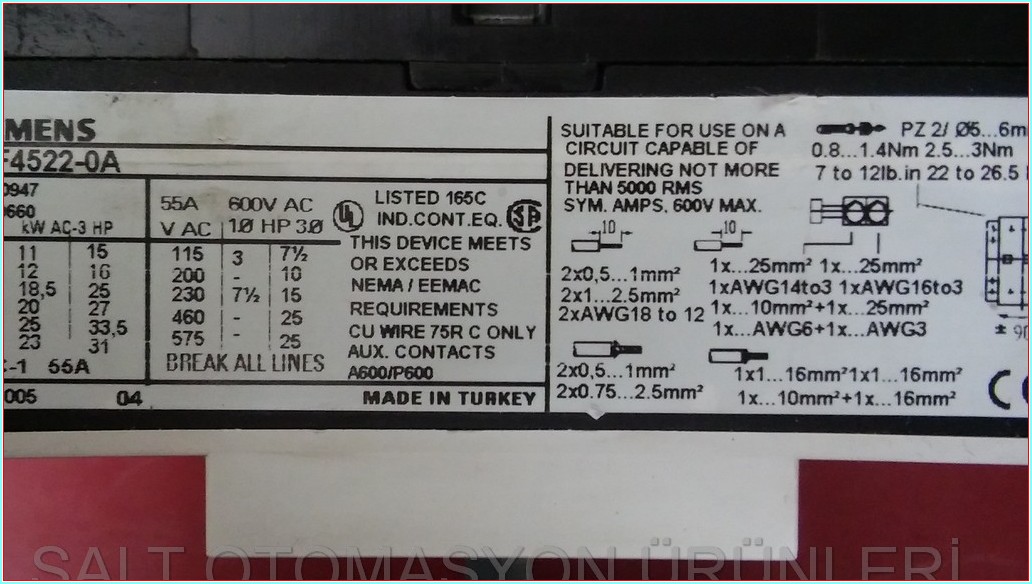 MENS
F4522-0A
0947
0660
kW AC-3 HP
11 15
12 16
18,5 25
20 27
25 33,5
23 31
C-1 55A
005 04
55A 600V AC
V AC 1Ø HP 3Ø
115 3 7½
200 - 10
230 7½ 15
460 - 25
575 - 25
BREAK ALL LINES
UL LISTED 165C
IND.CONT.EQ.
THIS DEVICE MEETS
OR EXCEEDS
NEMA / EEMAC
REQUIREMENTS
CU WIRE 75R C ONLY
AUX. CONTACTS
A600/P600
MADE IN TURKEY
SUITABLE FOR USE ON A
CIRCUIT CAPABLE OF
DELIVERING NOT MORE
THAN 5000 RMS
SYM. AMPS, 600V MAX.
PZ 2/ Ø5...6m
0.8...1.4Nm 2.5...3Nm
7 to 12lb.in 22 to 26.5
10 10
2x0,5...1mm²
2x1...2.5mm²
2xAWG18 to 12
1x...25mm² 1x...25mm²
1xAWG14to3 1xAWG16to3
1x...10mm²+1x...25mm²
1x...AWG6+1x...AWG3
± 90
2x0,5...1mm²
2x0.75...2.5mm²
1x1...16mm²1x1...16mm²
1x...10mm²+1x...16mm²
CE
SALT OTOMASYON ÜRÜNLERİ